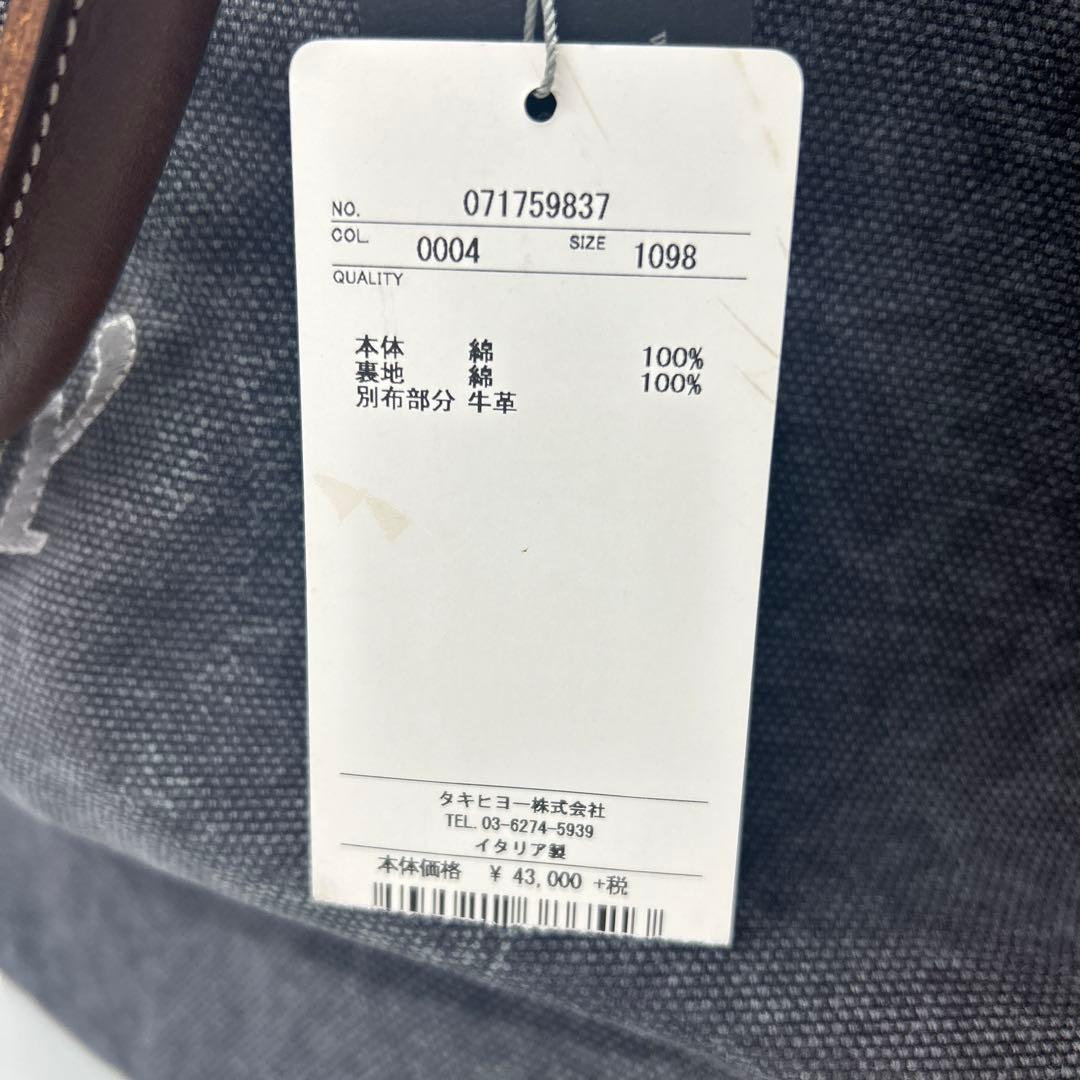 NO. 071759837
COL. 0004 SIZE 1098
QUALITY
本体 綿 100%
裏地 綿 100%
別布部分 牛革
タキヒヨー株式会社
TEL. 03-6274-5939
イタリア製
本体価格 ¥ 43,000 +税